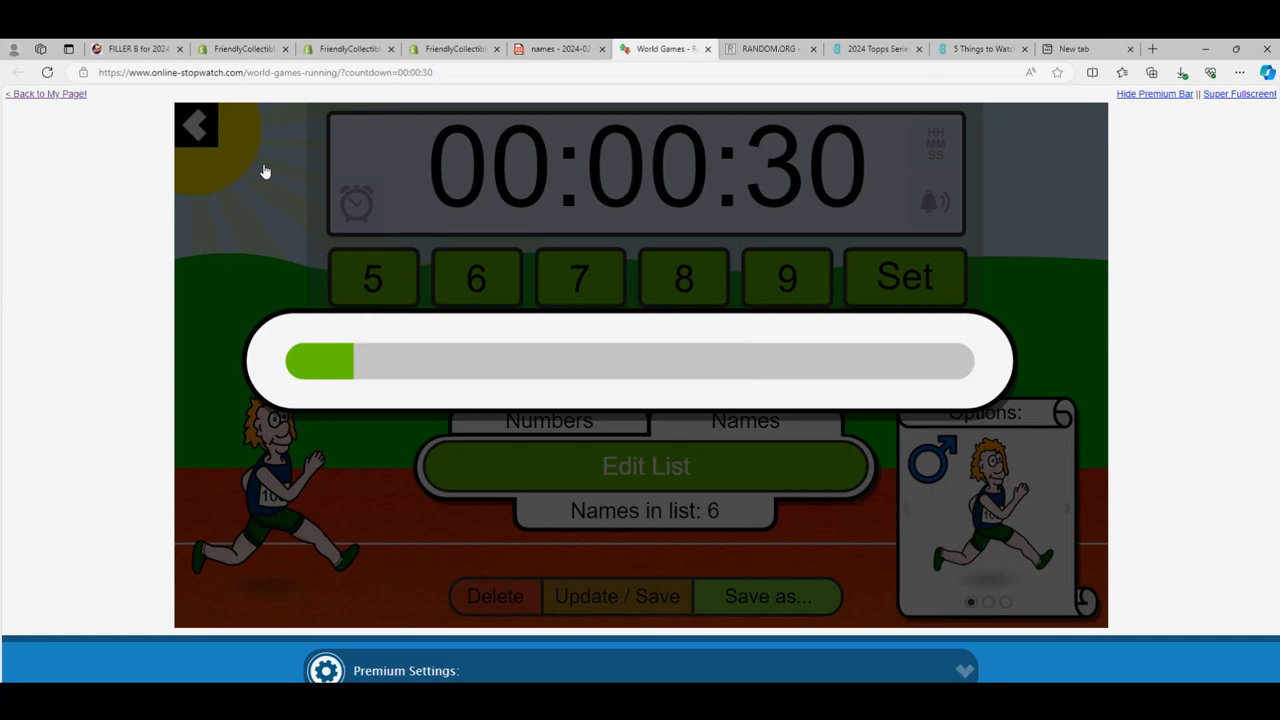 FILLER B for 2024
FriendlyCollectibl
FriendlyCollectibl
FriendlyCollectibl
names - 2024-02
World Games - R
RANDOM.ORG -
2024 Topps Serie
5 Things to Watc
New tab
https://www.online-stopwatch.com/world-games-running/?countdown=00:00:30
< Back to My Page!
Hide Premium Bar || Super Fullscreen!
00:00:30
HH
MM
SS
5 6 7 8 9 Set
Numbers Names
Options:
Edit List
Names in list: 6
Delete Update / Save Save as...
Premium Settings: